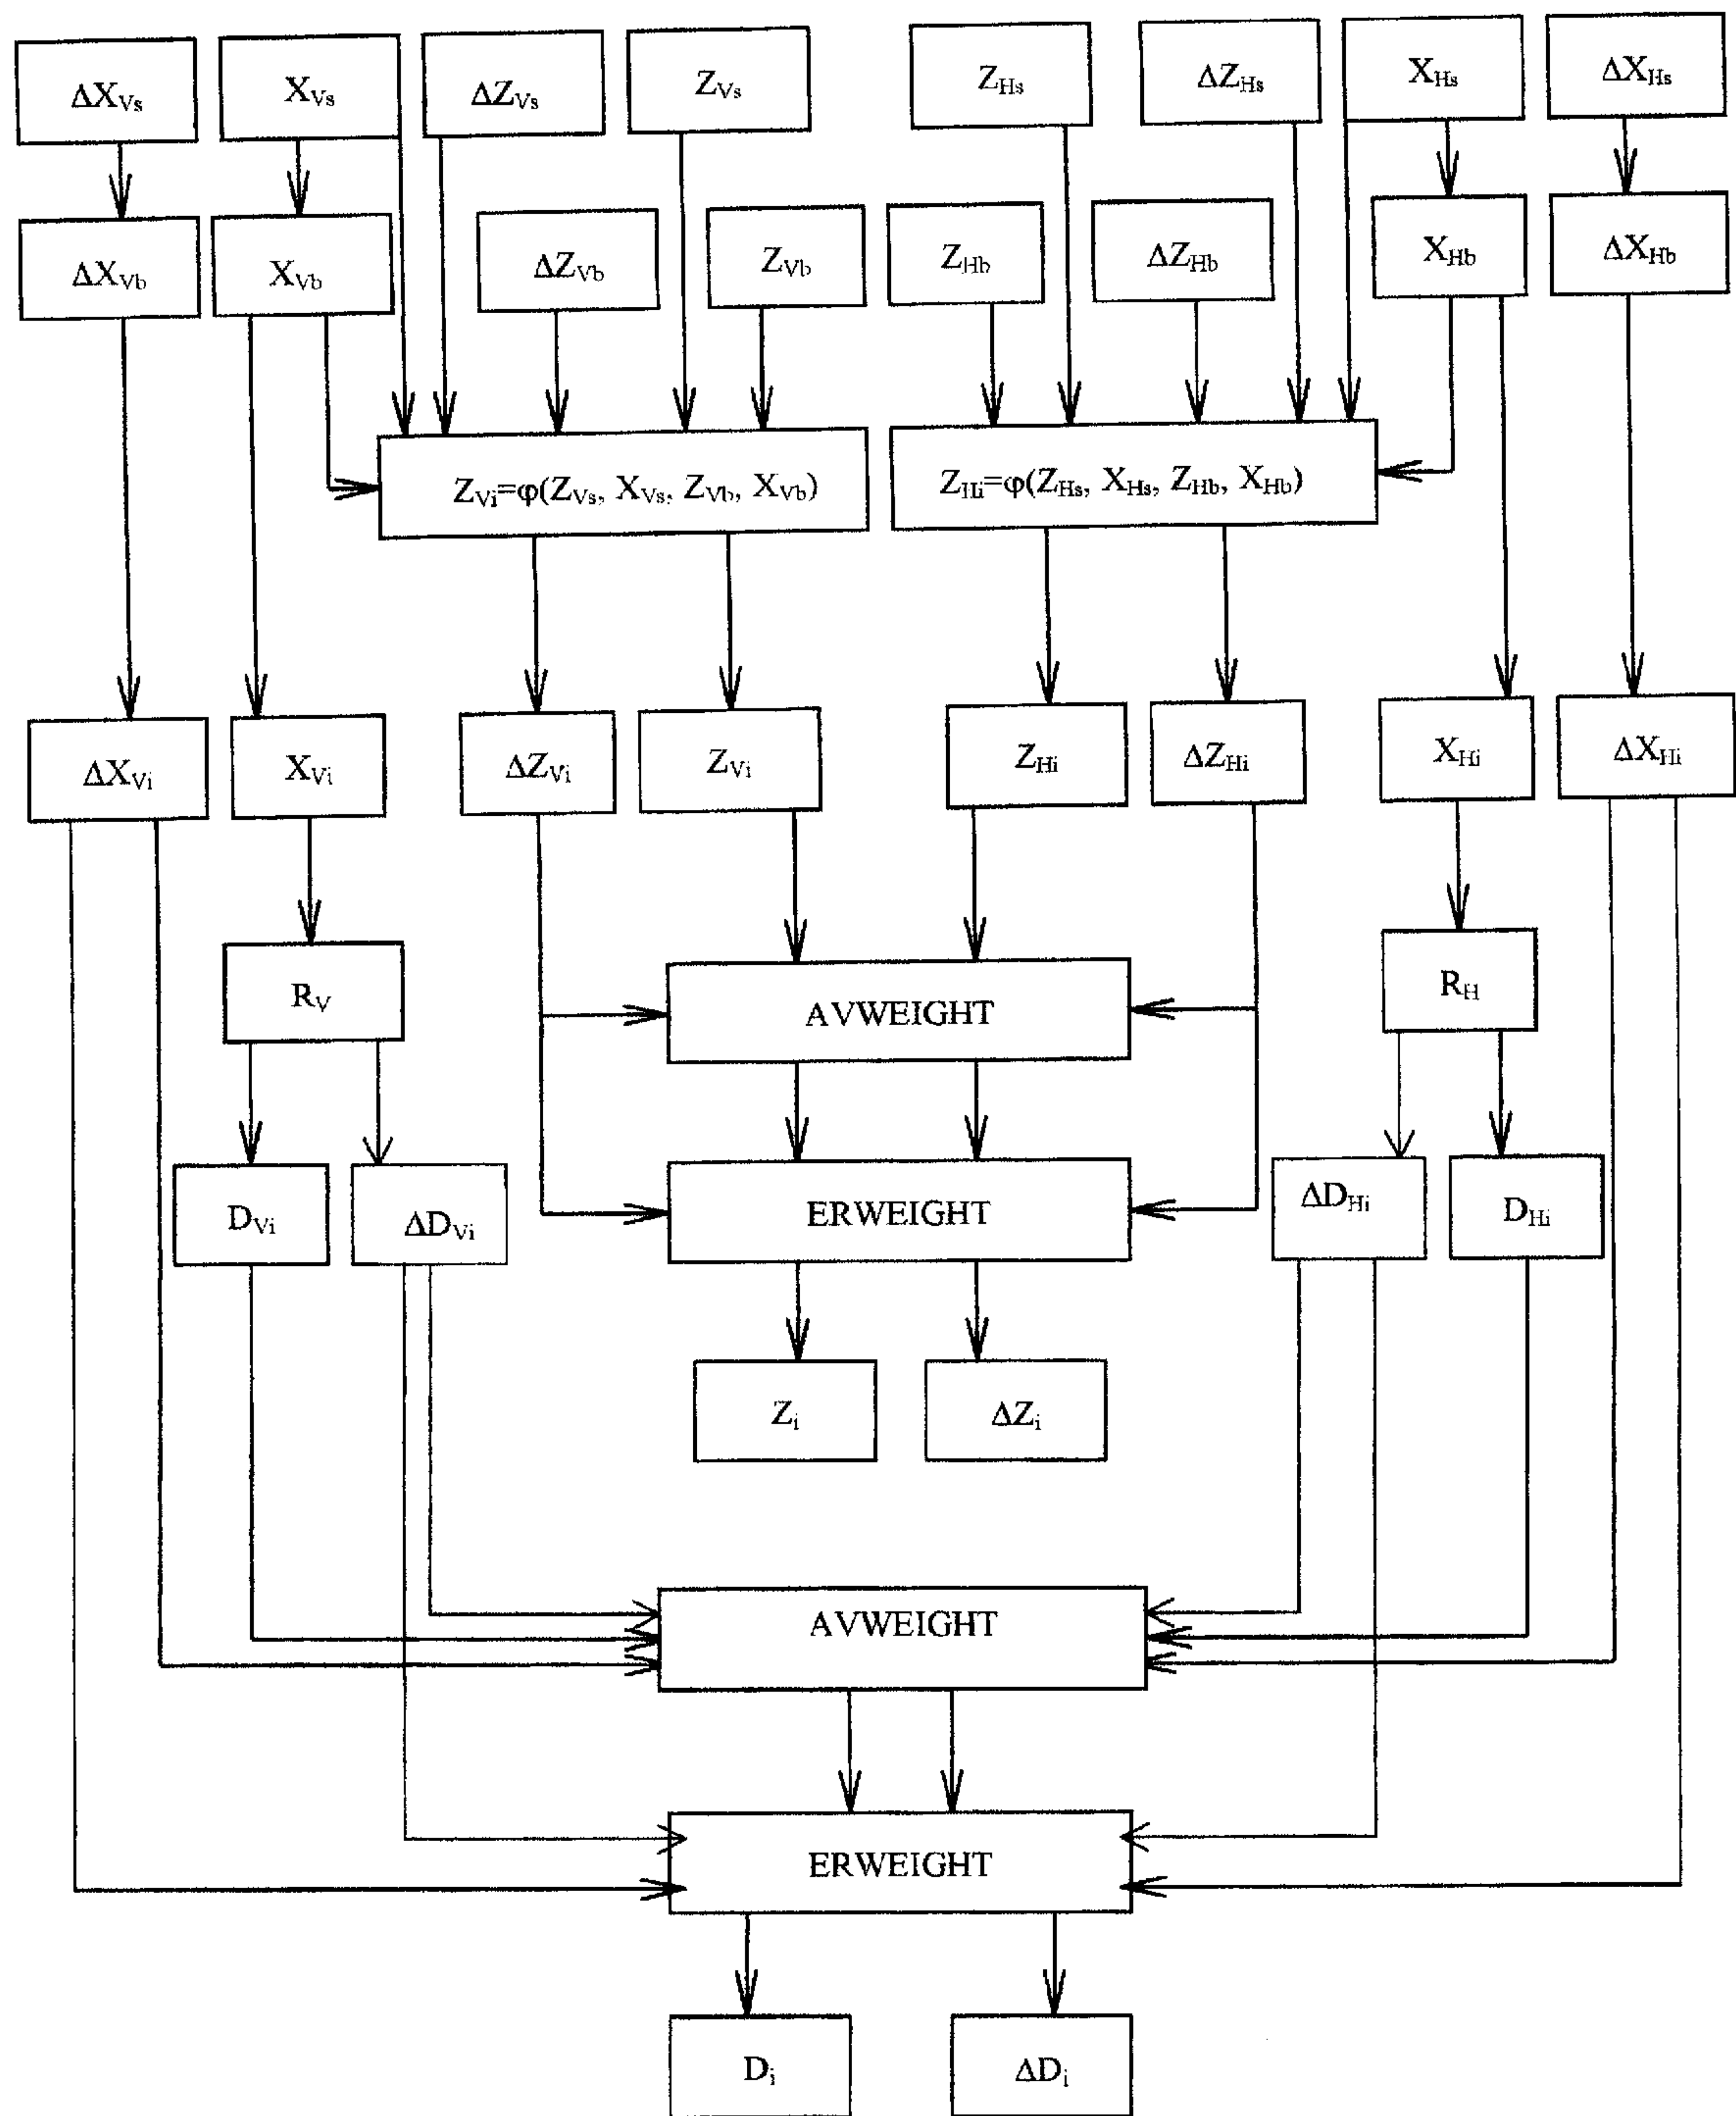 ΔX_Vs X_Vs ΔZ_Vs Z_Vs Z_Hs ΔZ_Hs X_Hs ΔX_Hs
ΔX_Vb X_Vb ΔZ_Vb Z_Vb Z_Hb ΔZ_Hb X_Hb ΔX_Hb
Z_Vi=φ(Z_Vs, X_Vs, Z_Vb, X_Vb) Z_Hi=φ(Z_Hs, X_Hs, Z_Hb, X_Hb)
ΔX_Vi X_Vi ΔZ_Vi Z_Vi Z_Hi ΔZ_Hi X_Hi ΔX_Hi
R_V AVWEIGHT R_H
D_Vi ΔD_Vi ERWEIGHT ΔD_Hi D_Hi
Z_i ΔZ_i
AVWEIGHT
ERWEIGHT
D_i ΔD_i